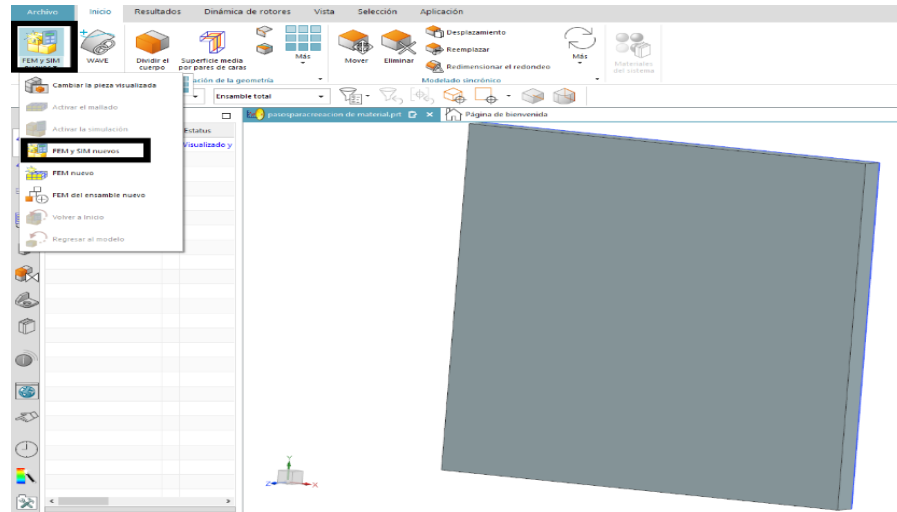 Archivo Inicio Resultados Dinámica de rotores Vista Selección Aplicación
FEM y SIM
WAVE
Dividir el cuerpo
Superficie media por pares de caras
Más
Mover
Eliminar
Desplazamiento
Reemplazar
Redimensionar el redondeo
Más
Materiales del sistema
ación de la geometría
Modelado sincrónico
Ensamble total
Cambiar la pieza visualizada
Activar el mallado
Activar la simulación
FEM y SIM nuevos
FEM nuevo
FEM del ensamble nuevo
Volver a Inicio
Regresar al modelo
Estatus
Visualizado y
pasosparacreeacion de material.prt
Página de bienvenida
Y
Z
X